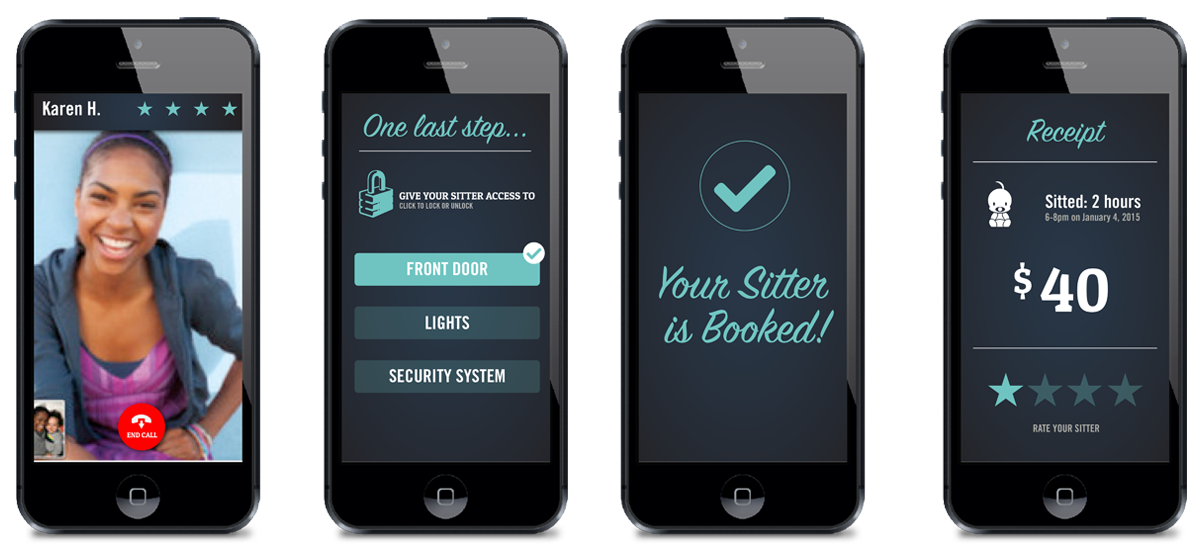 Karen H.
END CALL
One last step...
GIVE YOUR SITTER ACCESS TO
CLICK TO LOCK OR UNLOCK
FRONT DOOR
LIGHTS
SECURITY SYSTEM
Your Sitter
is Booked!
Receipt
Sitted: 2 hours
6-8pm on January 4, 2015
$40
RATE YOUR SITTER